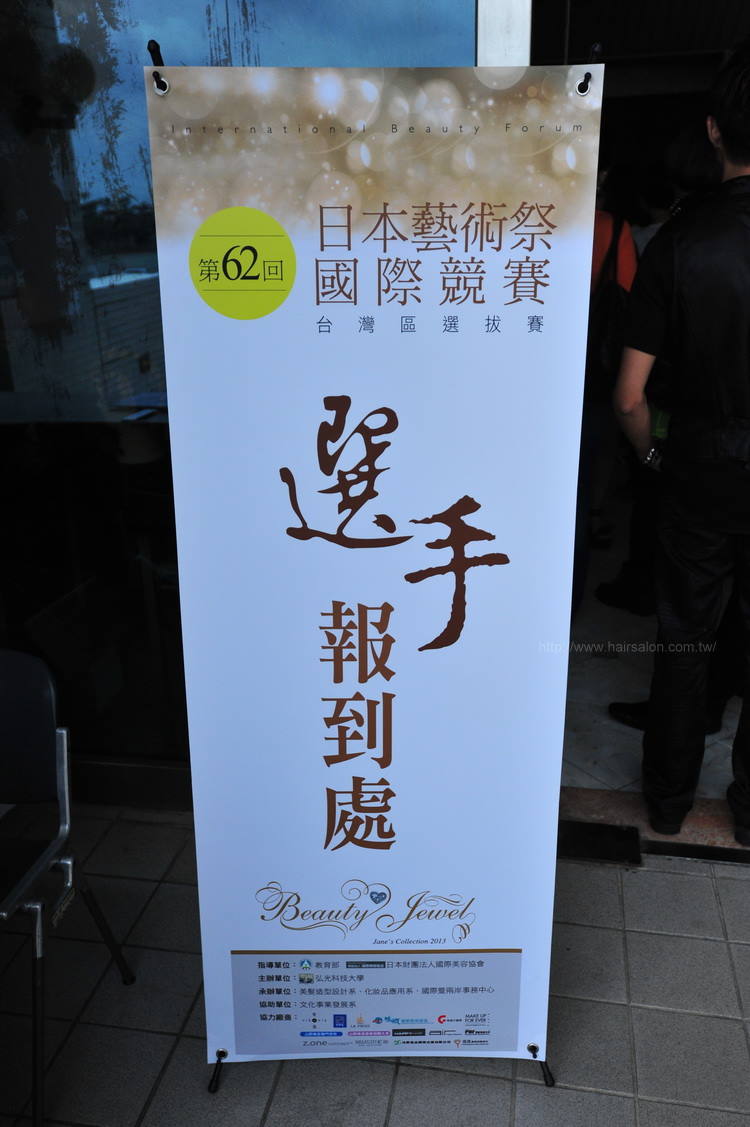 International Beauty Forum
第62回
日本藝術祭
國際競賽
台灣區選拔賽
選手
報到處
http://www.hairsalon.com.tw/
Beauty Jewel
Jane's Collection 2013
指導單位：教育部 日本財團法人國際美容協會
主辦單位：弘光科技大學
承辦單位：美髮造型設計系、化妝品應用系、國際暨兩岸事務中心
協助單位：文化事業發展系
協力廠商：
MAKE UP FOR EVER
z.one concept